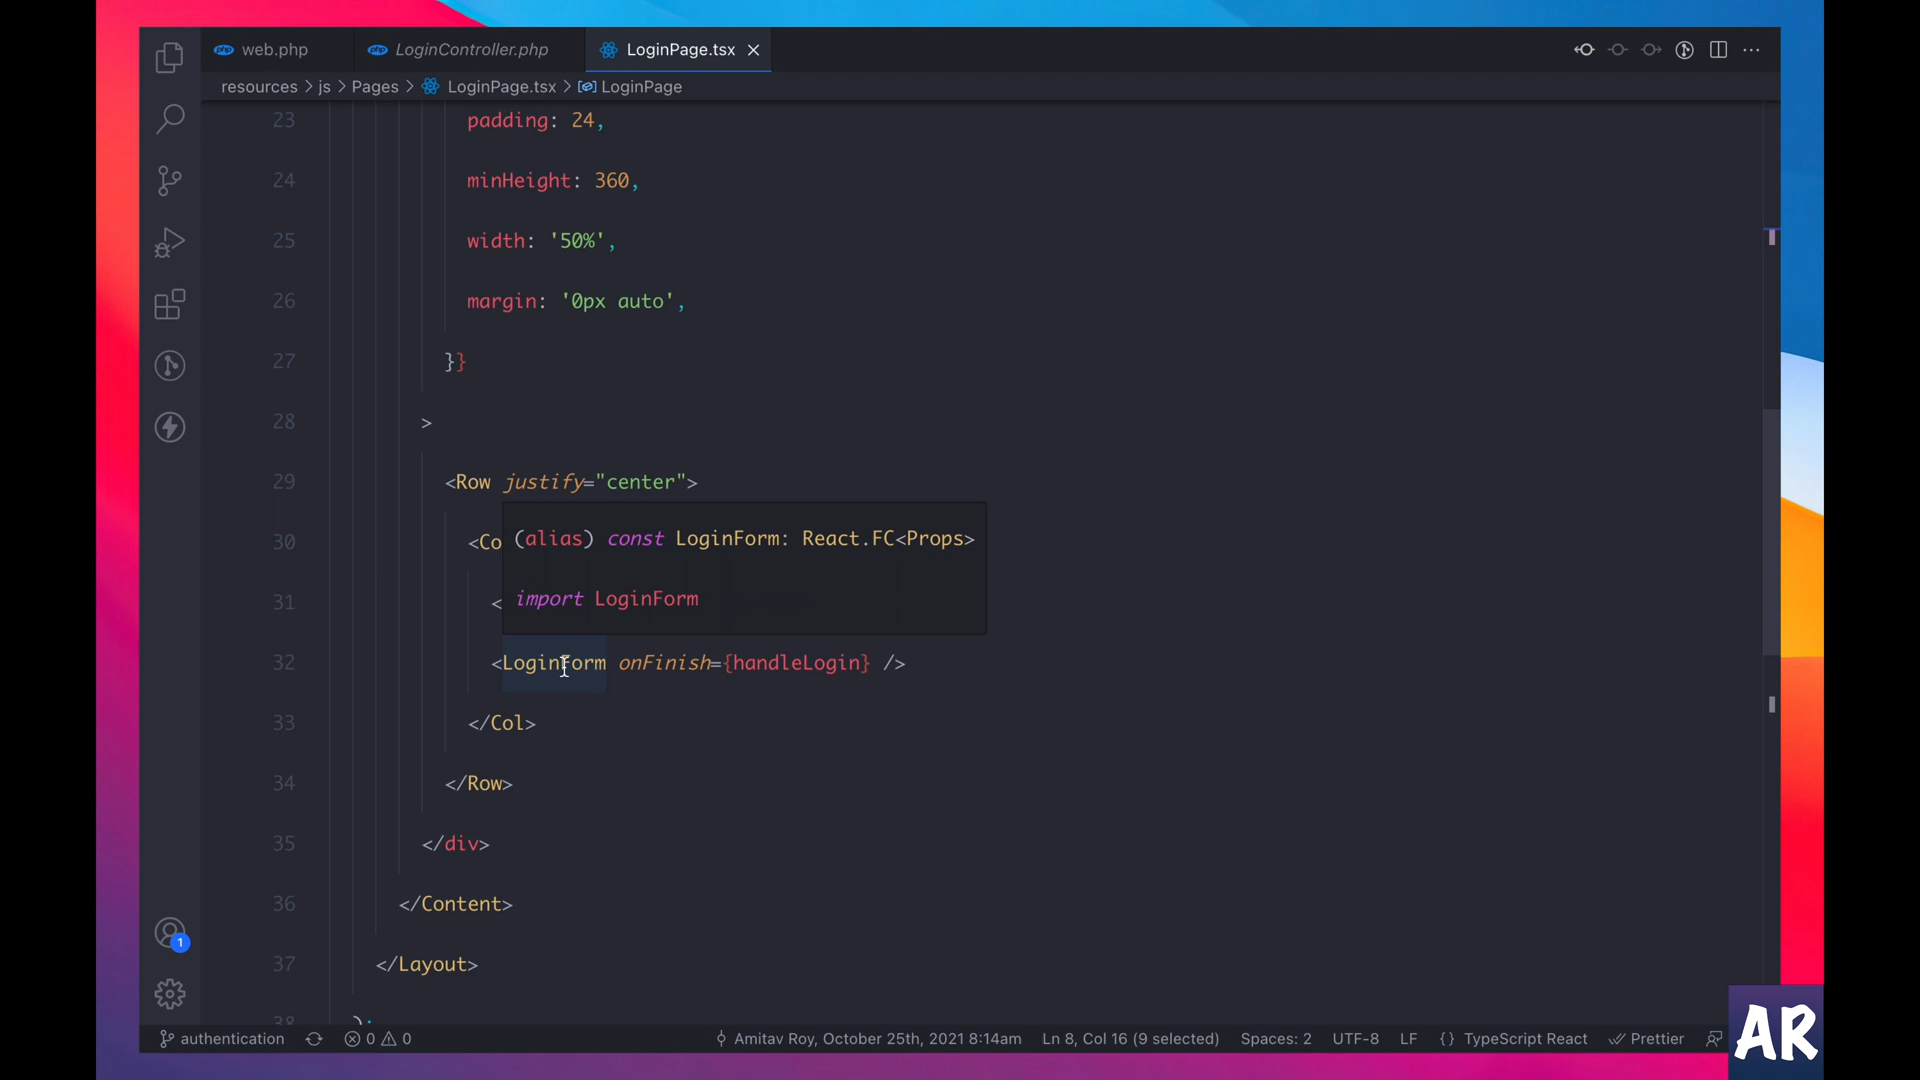 web.php
LoginController.php
LoginPage.tsx
resources > js > Pages > LoginPage.tsx > LoginPage
23 padding: 24,
24 minHeight: 360,
25 width: '50%',
26 margin: '0px auto',
27 }}
28 >
29 <Row justify="center">
30 <Co
(alias) const LoginForm: React.FC<Props>
31 <
import LoginForm
32 <LoginForm onFinish={handleLogin} />
33 </Col>
34 </Row>
35 </div>
36 </Content>
37 </Layout>
38 );
1
authentication 0 0 Amitav Roy, October 25th, 2021 8:14am Ln 8, Col 16 (9 selected) Spaces: 2 UTF-8 LF {} TypeScript React Prettier
AR